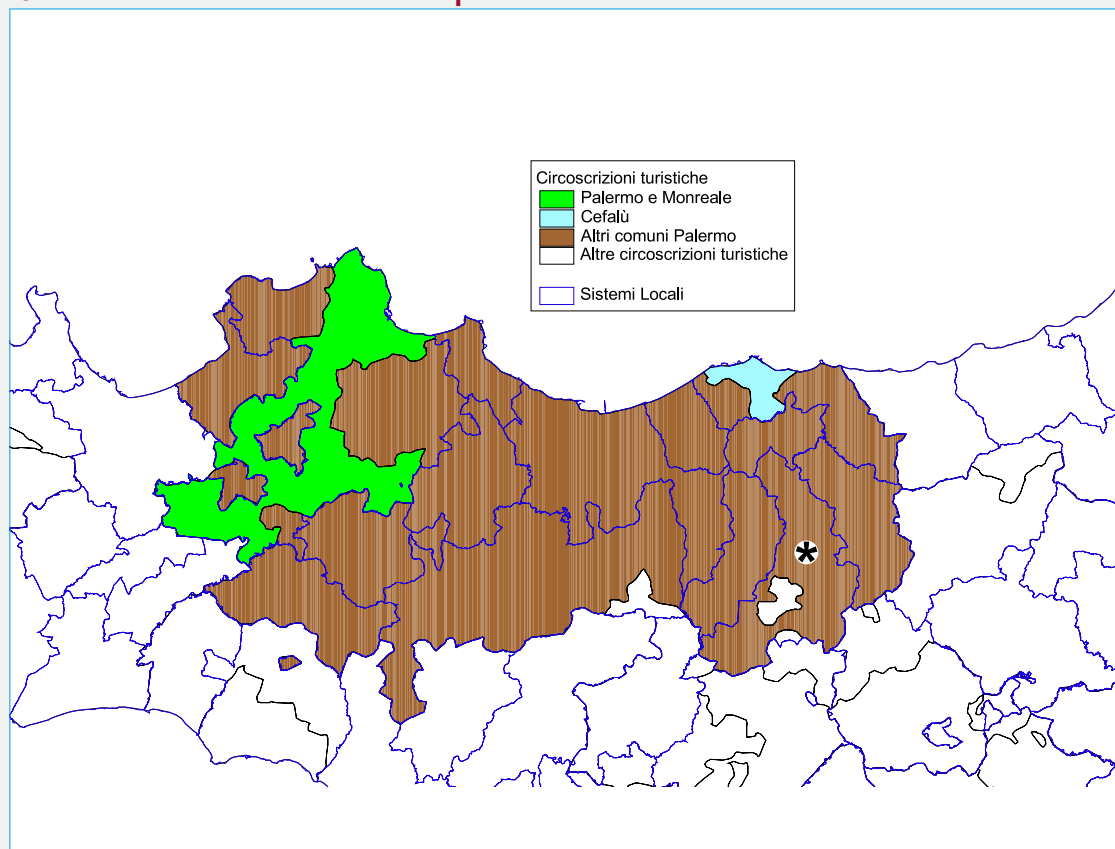 Circoscrizioni turistiche
Palermo e Monreale
Cefalù
Altri comuni Palermo
Altre circoscrizioni turistiche
Sistemi Locali
*